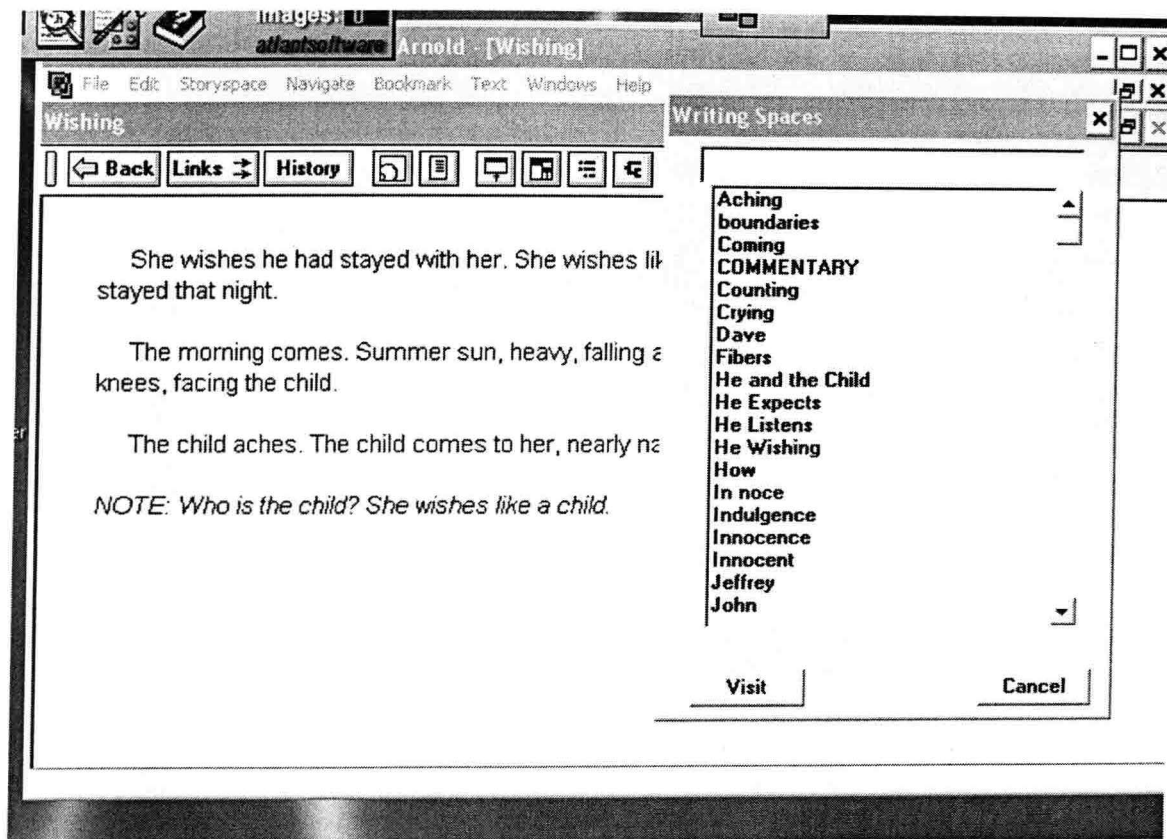 Images: 0
atlantsoftware
Arnold - [Wishing]
File Edit Storyspace Navigate Bookmark Text Windows Help
Wishing
Back Links History
She wishes he had stayed with her. She wishes
stayed that night.
The morning comes. Summer sun, heavy, falling
knees, facing the child.
The child aches. The child comes to her, nearly
NOTE: Who is the child? She wishes like a child.
Writing Spaces
Aching
boundaries
Coming
COMMENTARY
Counting
Crying
Dave
Fibers
He and the Child
He Expects
He Listens
He Wishing
How
In noce
Indulgence
Innocence
Innocent
Jeffrey
John
Visit Cancel